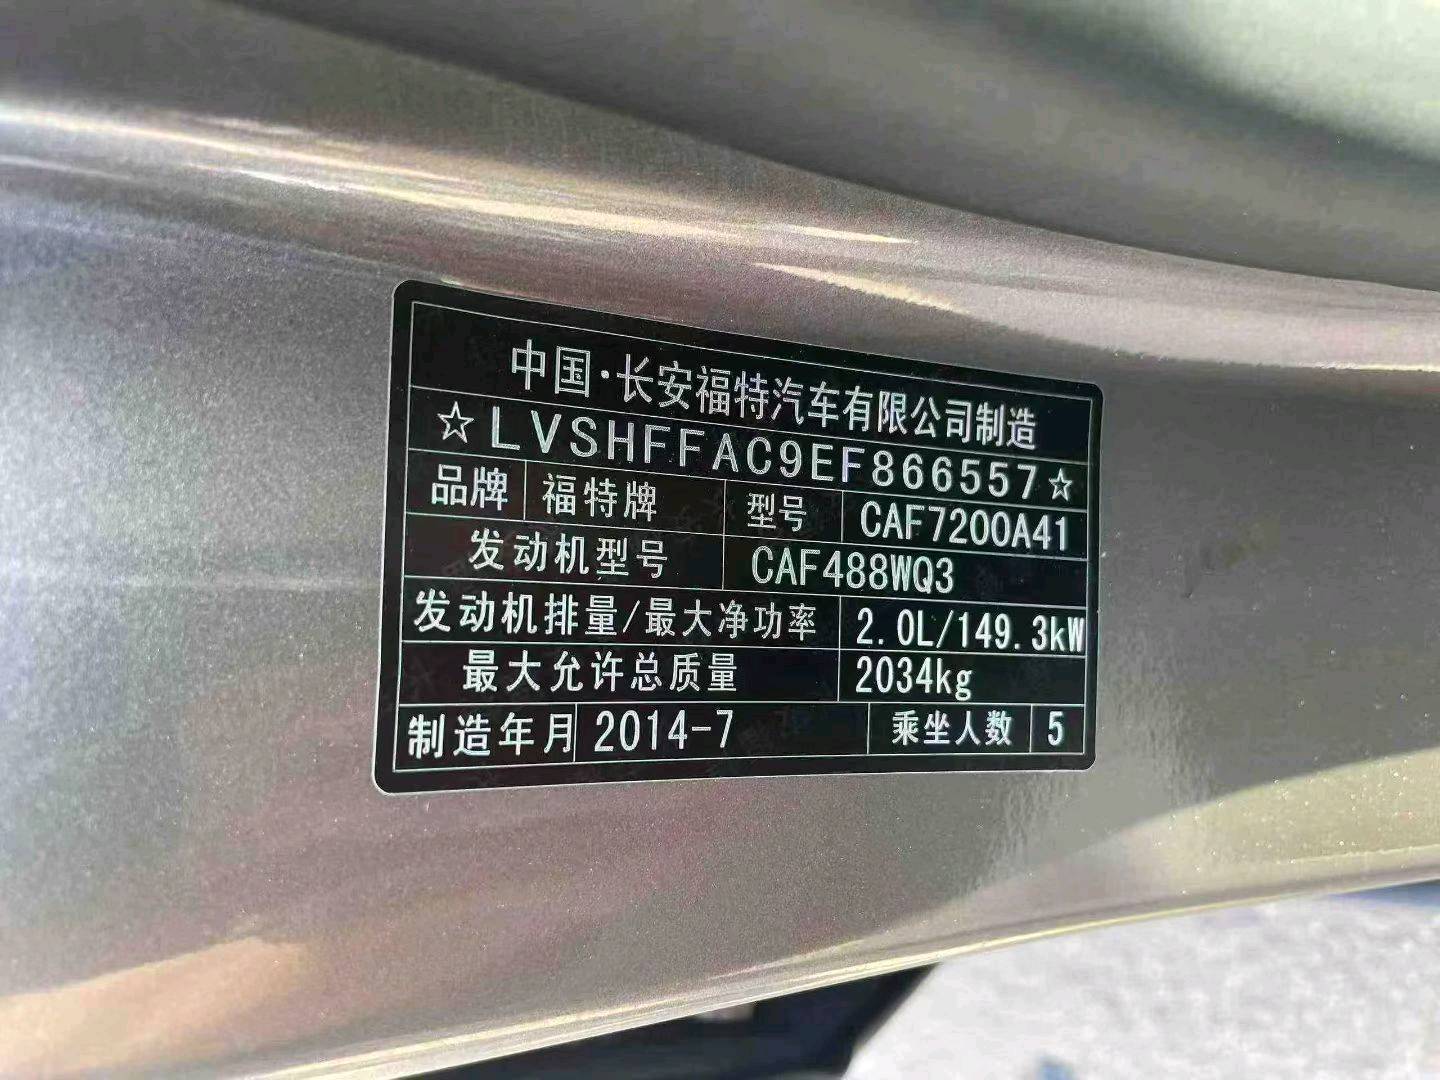 中国·长安福特汽车有限公司制造
☆LVSHFFAC9EF866557☆
品牌 福特牌 型号 CAF7200A41
发动机型号 CAF488WQ3
发动机排量/最大净功率 2.0L/149.3kW
最大允许总质量 2034kg
制造年月 2014-7 乘坐人数 5